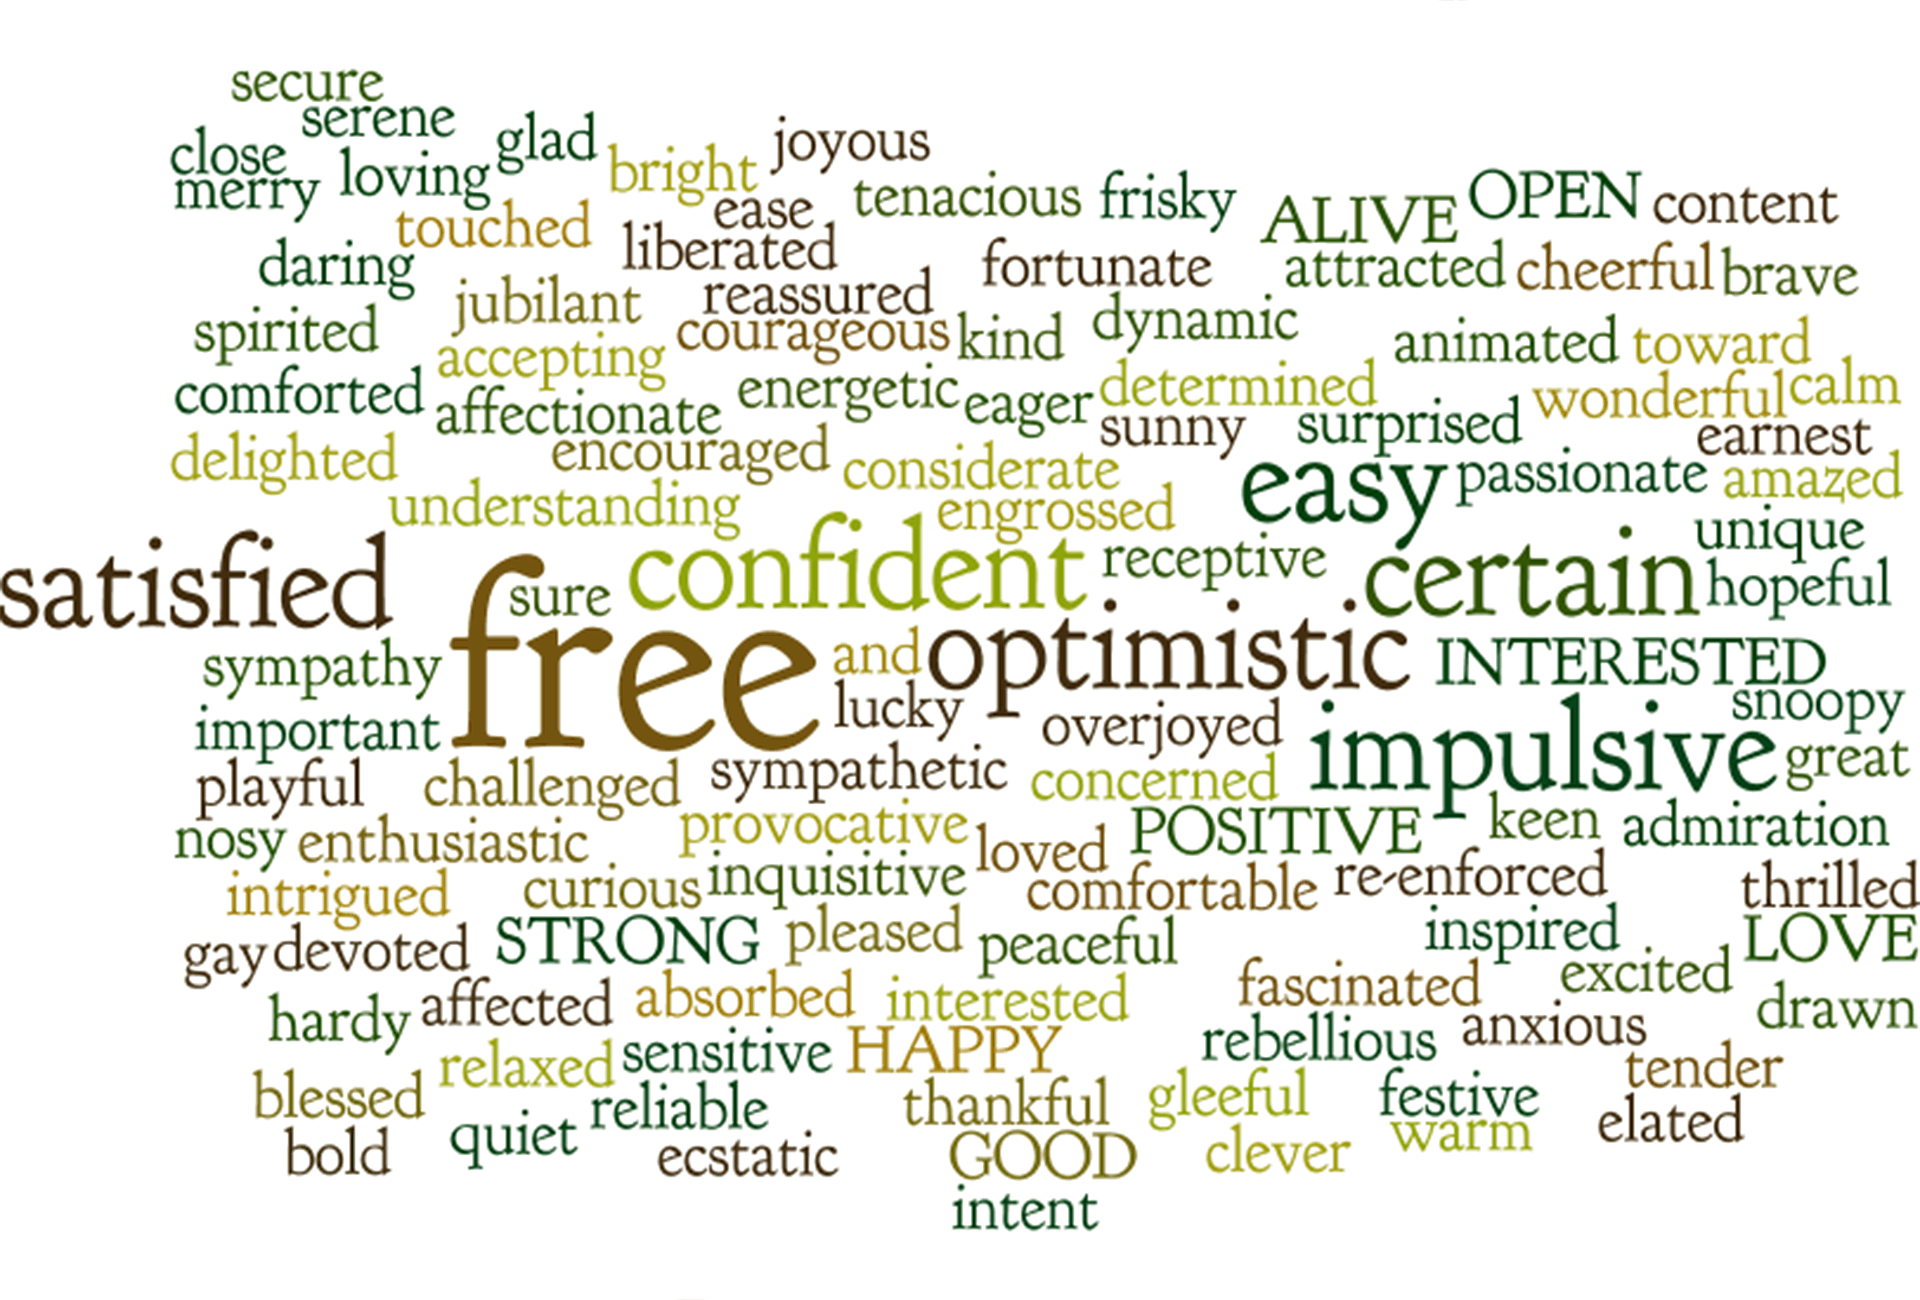 secure
serene
close
glad
joyous
merry
loving
bright
tenacious
frisky
ALIVE
OPEN
content
touched
ease
liberated
daring
fortunate
attracted
cheerful
brave
jubilant
reassured
spirited
courageous
kind
dynamic
animated
toward
accepting
comforted
affectionate
energetic
eager
determined
wonderful
calm
sunny
surprised
earnest
delighted
encouraged
considerate
easy
passionate
amazed
understanding
engrossed
unique
satisfied
sure
confident
receptive
certain
hopeful
free
and
optimistic
INTERESTED
sympathy
lucky
snoopy
important
overjoyed
impulsive
great
playful
challenged
sympathetic
concerned
nosy
enthusiastic
provocative
loved
POSITIVE
keen
admiration
intrigued
curious
inquisitive
comfortable
re-enforced
thrilled
gay
devoted
STRONG
pleased
peaceful
inspired
LOVE
hardy
affected
absorbed
interested
fascinated
excited
drawn
relaxed
sensitive
HAPPY
rebellious
anxious
tender
blessed
reliable
thankful
gleeful
festive
elated
bold
quiet
ecstatic
GOOD
clever
warm
intent